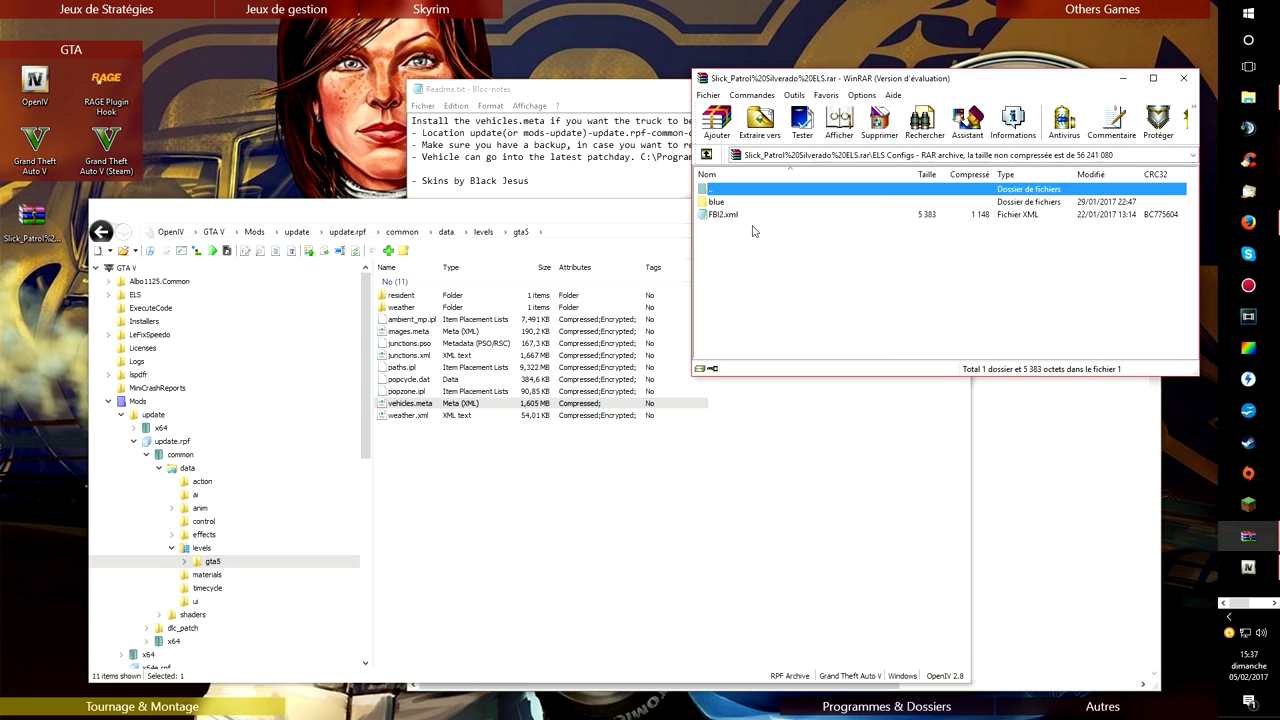 Jeux de Stratégies
Jeux de gestion
Skyrim
Others Games
GTA
OpenIV
RAGE
RAGE Plugin
Hook
Grand Theft
Auto V
Grand Theft
Auto V (Steam)
Slick_Patrol%2...
Readme.txt - Bloc-notes
Fichier Edition Format Affichage ?
Install the vehicles.meta if you want the truck to be
- Location update(or mods-update)-update.rpf-common-
- Make sure you have a backup, in case you want to re
- Vehicle can go into the latest patchday. C:\Progra
- Skins by Black Jesus
Slick_Patrol%20Silverado%20ELS.rar - WinRAR (Version d'évaluation)
Fichier Commandes Outils Favoris Options Aide
Ajouter Extraire vers Tester Afficher Supprimer Rechercher Assistant Informations Antivirus Commentaire Protéger
Slick_Patrol%20Silverado%20ELS.rar\ELS Configs - RAR archive, la taille non compressée est de 56 241 080
Nom Taille Compressé Type Modifié CRC32
.. Dossier de fichiers
blue Dossier de fichiers 29/01/2017 22:47
FBI2.xml 5 383 1 148 Fichier XML 22/01/2017 13:14 BC775604
Total 1 dossier et 5 383 octets dans le fichier 1
OpenIV GTA V Mods update update.rpf common data levels gta5
GTA V
Albo1125.Common
ELS
ExecuteCode
Installers
LeFixSpeedo
Licenses
Logs
lspdfr
MiniCrashReports
Mods
update
x64
update.rpf
common
data
action
ai
anim
control
effects
levels
gta5
materials
timecycle
ui
shaders
dlc_patch
x64
x64
x64e.rpf
Name Type Size Attributes Tags
No (11)
resident Folder 1 items Folder No
weather Folder 1 items Folder No
ambient_mp.ipl Item Placement Lists 7,491 KB Compressed;Encrypted; No
images.meta Meta (XML) 190,2 KB Compressed;Encrypted; No
junctions.pso Metadata (PSO/RSC) 167,3 KB Compressed;Encrypted; No
junctions.xml XML text 1,667 MB Compressed;Encrypted; No
paths.ipl Item Placement Lists 9,322 MB Compressed;Encrypted; No
popcycle.dat Data 384,6 KB Compressed;Encrypted; No
popzone.ipl Item Placement Lists 90,85 KB Compressed;Encrypted; No
vehicles.meta Meta (XML) 1,605 MB Compressed; No
weather.xml XML text 54,01 KB Compressed;Encrypted; No
11 items shown Selected: 1
RPF Archive Grand Theft Auto V Windows OpenIV 2.8
15:37
dimanche
05/02/2017
Tournage & Montage
Programmes & Dossiers
Autres